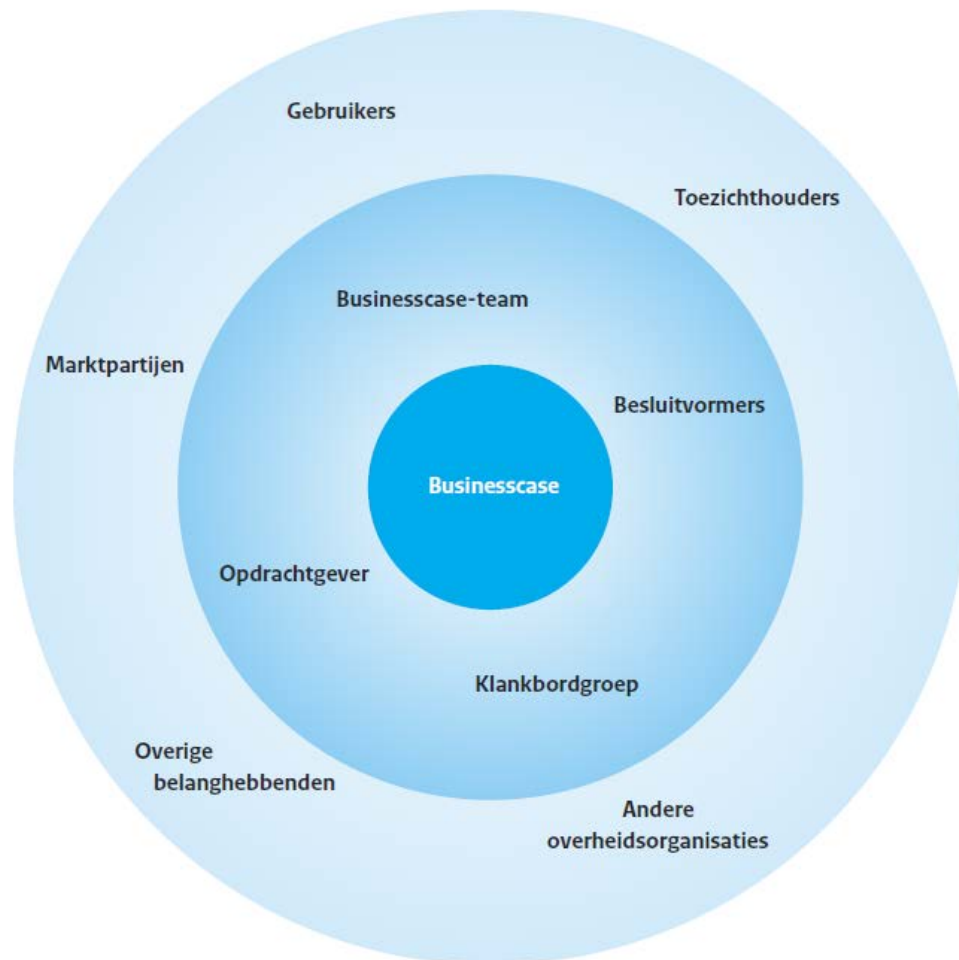 Gebruikers
Toezichthouders
Businesscase-team
Marktpartijen
Besluitvormers
Businesscase
Opdrachtgever
Klankbordgroep
Overige
belanghebbenden
Andere
overheidsorganisaties